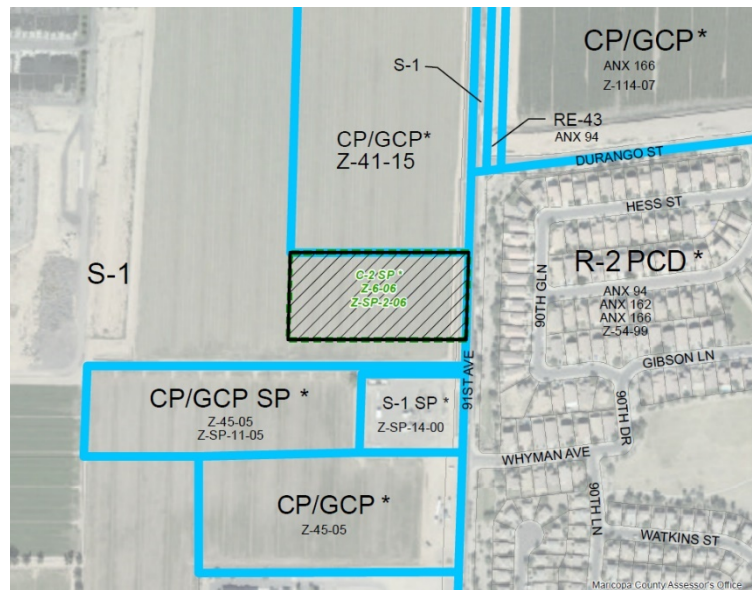 CP/GCP *
ANX 166
Z-114-07
S-1
RE-43
ANX 94
DURANGO ST
CP/GCP*
Z-41-15
HESS ST
S-1
C-2 SP *
Z-6-06
Z-SP-2-06
R-2 PCD *
ANX 94
ANX 162
ANX 166
Z-54-99
90TH GLN
GIBSON LN
91ST AVE
CP/GCP SP *
Z-45-05
Z-SP-11-05
S-1 SP *
Z-SP-14-00
90TH DR
WHYMAN AVE
CP/GCP *
Z-45-05
90TH LN
WATKINS ST
Maricopa County Assessor's Office